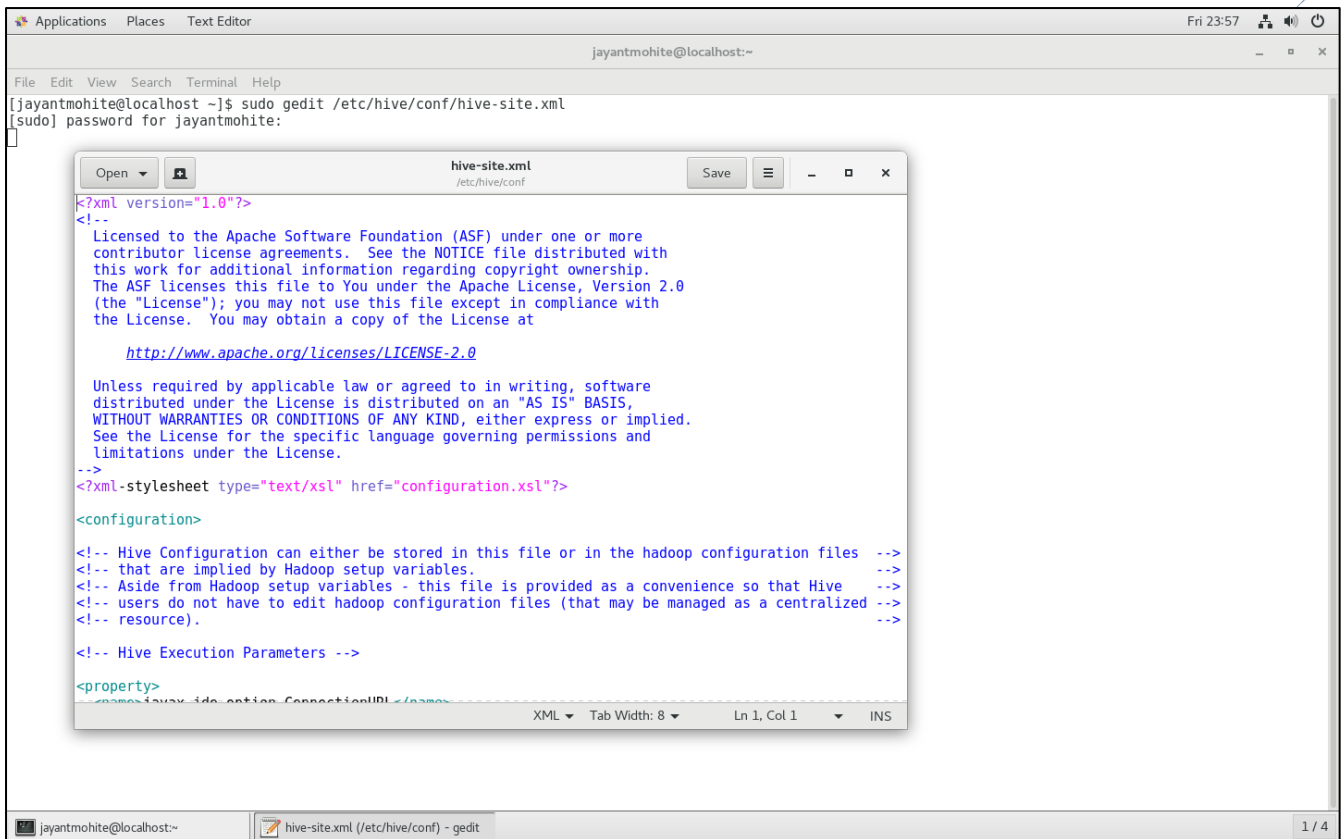 Applications Places Text Editor Fri 23:57
jayantmohite@localhost:~
File Edit View Search Terminal Help
[jayantmohite@localhost ~]$ sudo gedit /etc/hive/conf/hive-site.xml
[sudo] password for jayantmohite:
Open hive-site.xml Save
/etc/hive/conf
<?xml version="1.0"?>
<!--
Licensed to the Apache Software Foundation (ASF) under one or more
contributor license agreements.  See the NOTICE file distributed with
this work for additional information regarding copyright ownership.
The ASF licenses this file to You under the Apache License, Version 2.0
(the "License"); you may not use this file except in compliance with
the License.  You may obtain a copy of the License at
http://www.apache.org/licenses/LICENSE-2.0
Unless required by applicable law or agreed to in writing, software
distributed under the License is distributed on an "AS IS" BASIS,
WITHOUT WARRANTIES OR CONDITIONS OF ANY KIND, either express or implied.
See the License for the specific language governing permissions and
limitations under the License.
-->
<?xml-stylesheet type="text/xsl" href="configuration.xsl"?>
<configuration>
<!-- Hive Configuration can either be stored in this file or in the hadoop configuration files  -->
<!-- that are implied by Hadoop setup variables.                                                -->
<!-- Aside from Hadoop setup variables - this file is provided as a convenience so that Hive    -->
<!-- users do not have to edit hadoop configuration files (that may be managed as a centralized -->
<!-- resource).                                                                                 -->
<!-- Hive Execution Parameters -->
<property>
<name>javax.jdo.option.ConnectionURL</name>
XML Tab Width: 8 Ln 1, Col 1 INS
jayantmohite@localhost:~ hive-site.xml (/etc/hive/conf) - gedit 1 / 4